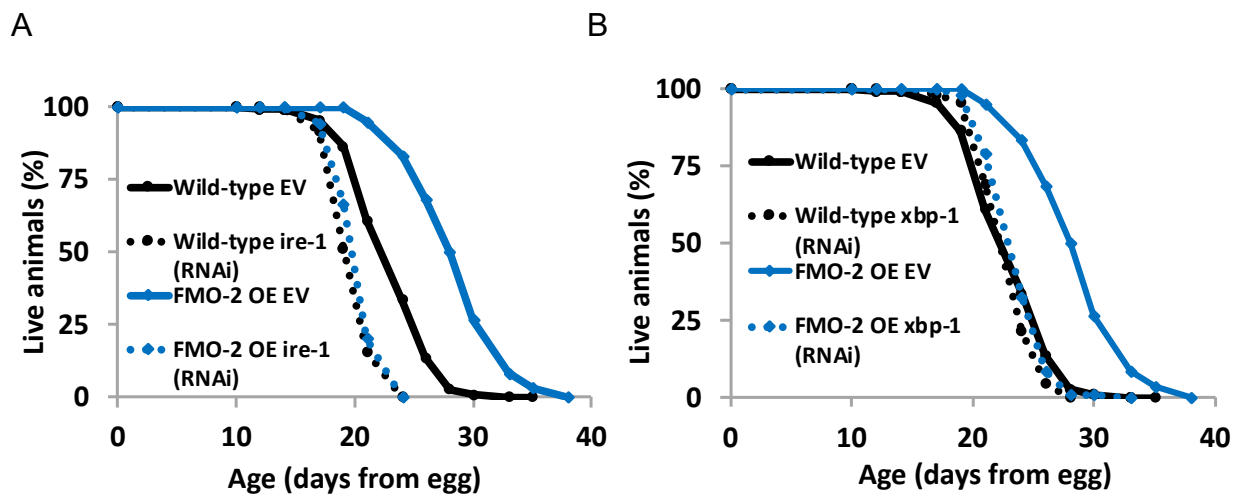 A
Live animals (%)
100
75
50
25
0
Wild-type EV
Wild-type ire-1
(RNAi)
FMO-2 OE EV
FMO-2 OE ire-1
(RNAi)
0 10 20 30 40
Age (days from egg)
B
Live animals (%)
100
75
50
25
0
Wild-type EV
Wild-type xbp-1
(RNAi)
FMO-2 OE EV
FMO-2 OE xbp-1
(RNAi)
0 10 20 30 40
Age (days from egg)